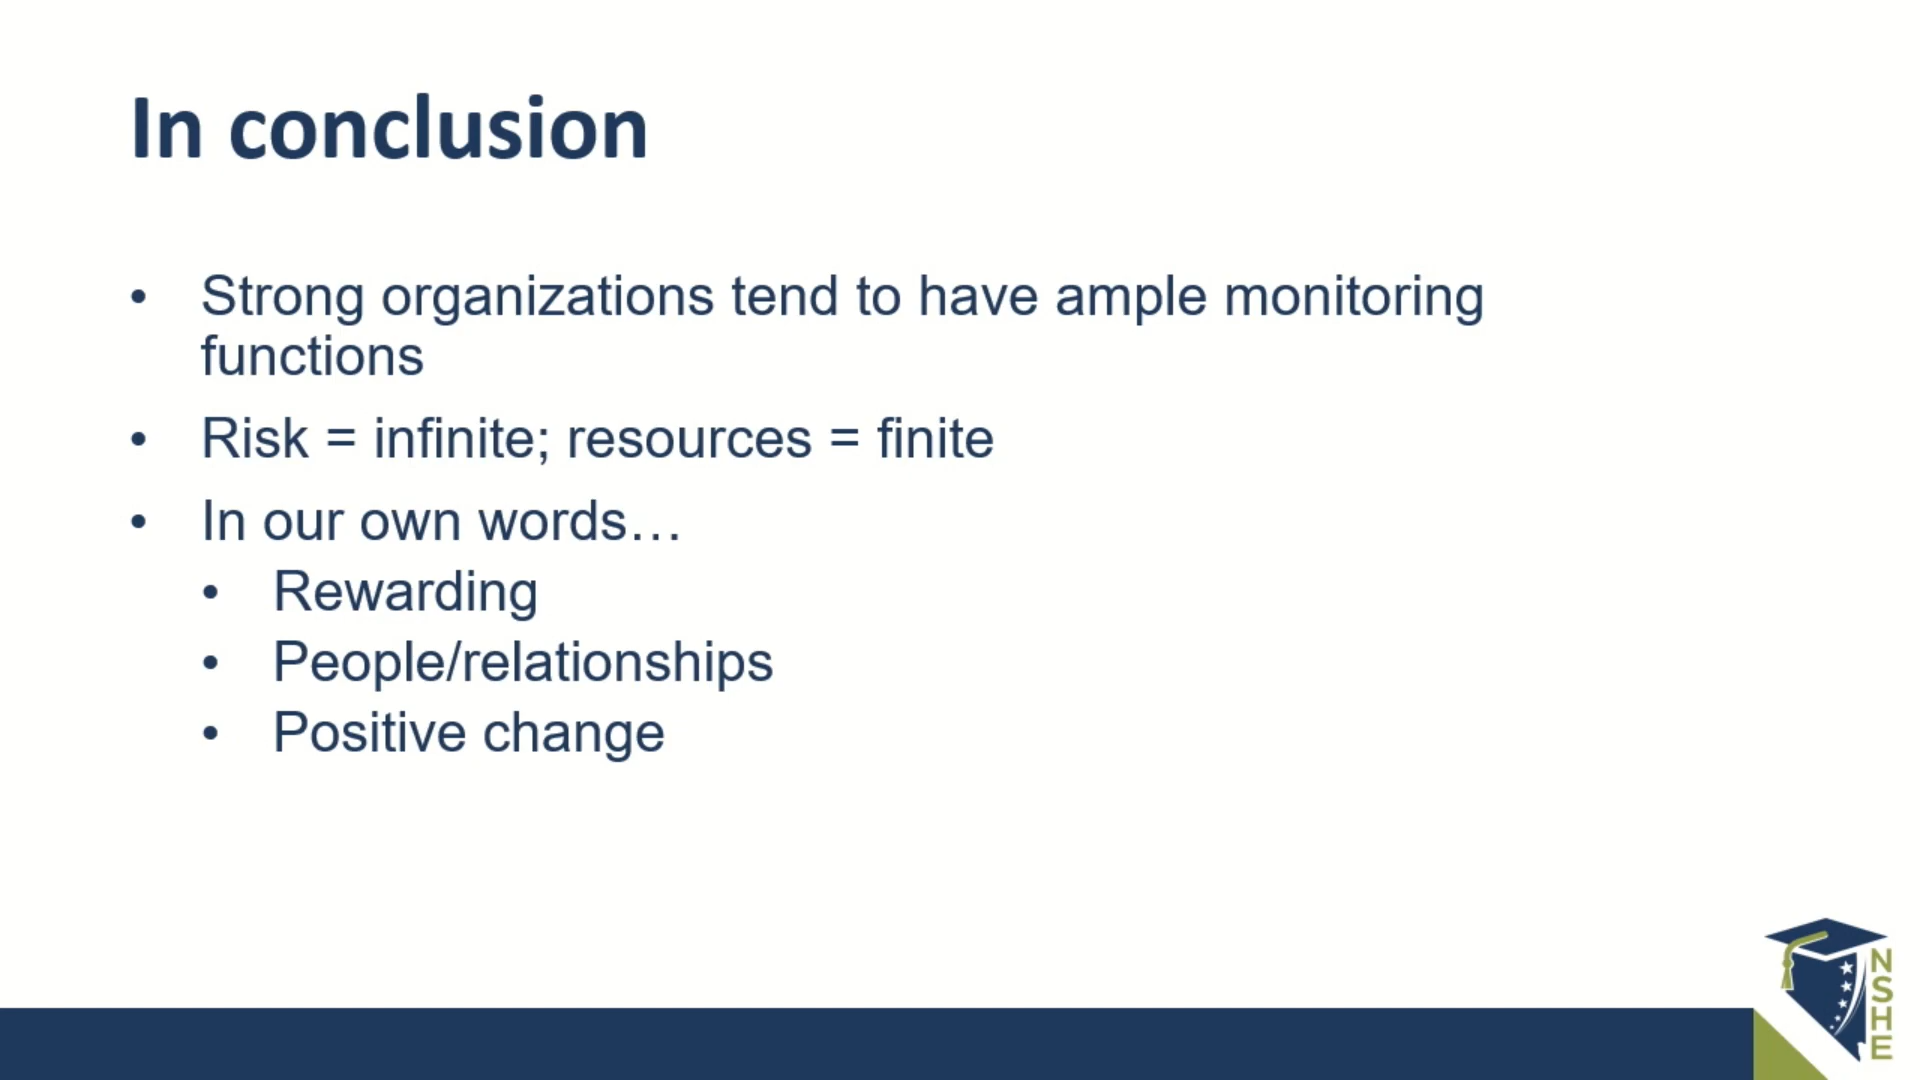 In conclusion
• Strong organizations tend to have ample monitoring
functions
• Risk = infinite; resources = finite
• In our own words…
• Rewarding
• People/relationships
• Positive change
NSHE